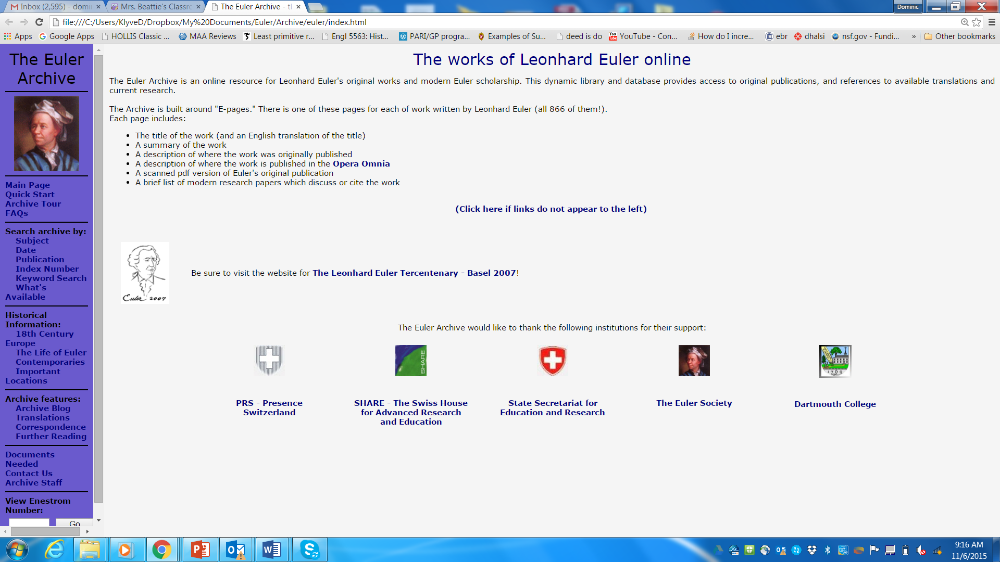 Inbox (2,595) - domi
Mrs. Beattie's Classro
The Euler Archive - th
Dominic
file:///C:/Users/KlyveD/Dropbox/My%20Documents/Euler/Archive/euler/index.html
Apps
Google Apps
HOLLIS Classic ...
MAA Reviews
Least primitive r...
Engl 5563: Hist...
PARI/GP progra...
Examples of Su...
deed is do
YouTube - Con...
How do I incre...
ebr
dhalsi
nsf.gov - Fundi...
»
Other bookmarks
The Euler
Archive
Main Page
Quick Start
Archive Tour
FAQs
Search archive by:
Subject
Date
Publication
Index Number
Keyword Search
What's
Available
Historical
Information:
18th Century
Europe
The Life of Euler
Contemporaries
Important
Locations
Archive features:
Archive Blog
Translations
Correspondence
Further Reading
Documents
Needed
Contact Us
Archive Staff
View Enestrom
Number:
Go
The works of Leonhard Euler online
The Euler Archive is an online resource for Leonhard Euler's original works and modern Euler scholarship. This dynamic library and database provides access to original publications, and references to available translations and
current research.
The Archive is built around "E-pages." There is one of these pages for each of work written by Leonhard Euler (all 866 of them!).
Each page includes:
• The title of the work (and an English translation of the title)
• A summary of the work
• A description of where the work was originally published
• A description of where the work is published in the Opera Omnia
• A scanned pdf version of Euler's original publication
• A brief list of modern research papers which discuss or cite the work
(Click here if links do not appear to the left)
Euler 2007
Be sure to visit the website for The Leonhard Euler Tercentenary - Basel 2007!
The Euler Archive would like to thank the following institutions for their support:
SHARE
1769
PRS - Presence
Switzerland
SHARE - The Swiss House
for Advanced Research
and Education
State Secretariat for
Education and Research
The Euler Society
Dartmouth College
9:16 AM
11/6/2015